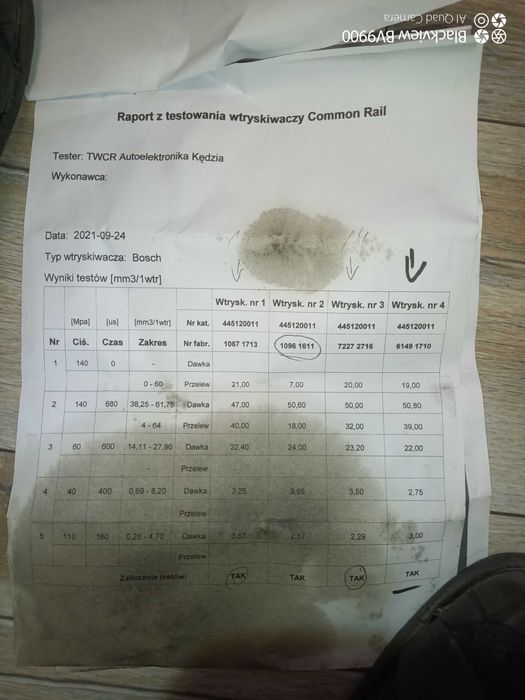 Blackview BV9900
AI Quad Camera
Raport z testowania wtryskiwaczy Common Rail
Tester: TWCR Autoelektronika Kędzia
Wykonawca:
Data: 2021-09-24
Typ wtryskiwacza: Bosch
Wyniki testów [mm3/1wtr]
Wtrysk. nr 1 Wtrysk. nr 2 Wtrysk. nr 3 Wtrysk. nr 4
[Mpa] [us] [mm3/1wtr] Nr kat. 445120011 445120011 445120011 445120011
Nr Ciś. Czas Zakres Nr fabr. 1067 1713 1096 1611 7227 2716 6149 1710
1 140 0 - Dawka
0 - 60 Przelew 21,00 7,00 20,00 19,00
2 140 680 38,25 - 61,75 Dawka 47,00 50,60 50,00 50,80
4 - 64 Przelew 40,00 18,00 32,00 39,00
3 60 600 14,11 - 27,90 Dawka 22,40 24,00 23,20 22,00
- Przelew
4 40 400 0,69 - 8,20 Dawka 3,25 3,65 3,50 2,75
- Przelew
5 110 180 0,28 - 4,70 Dawka 3,57 2,57 2,29 3,00
- Przelew
Zaliczenie testów: TAK TAK TAK TAK